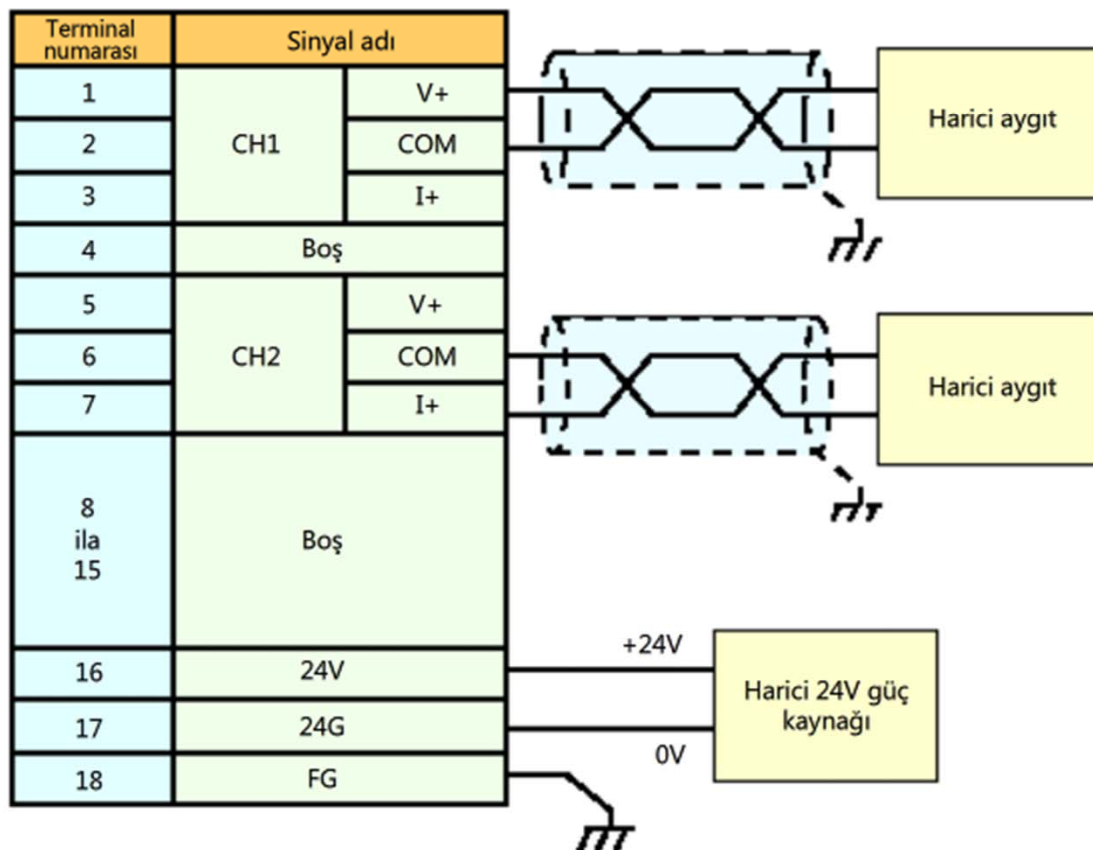 Terminal
numarası
Sinyal adı
1
CH1
V+
2
COM
3
I+
Harici aygıt
4
Boş
5
CH2
V+
6
COM
7
I+
Harici aygıt
8
ila
15
Boş
16
24V
+24V
17
24G
0V
Harici 24V güç
kaynağı
18
FG